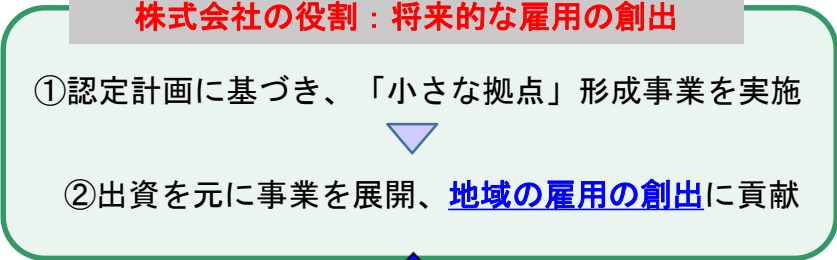 株式会社の役割：将来的な雇用の創出
①認定計画に基づき、「小さな拠点」形成事業を実施
②出資を元に事業を展開、地域の雇用の創出に貢献